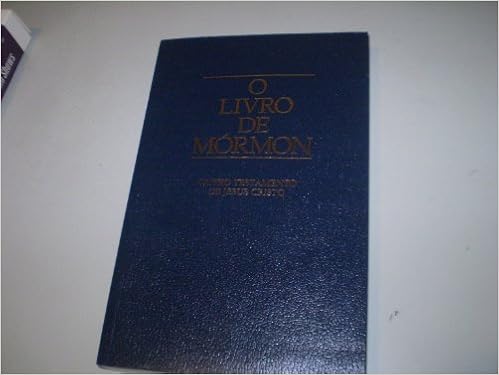 O
LIVRO
DE
MÓRMON
OUTRO TESTAMENTO
DE JESUS CRISTO